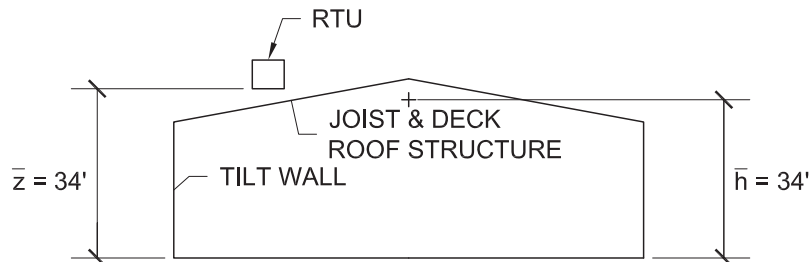 RTU
JOIST & DECK
ROOF STRUCTURE
TILT WALL
z̅ = 34'
h̅ = 34'